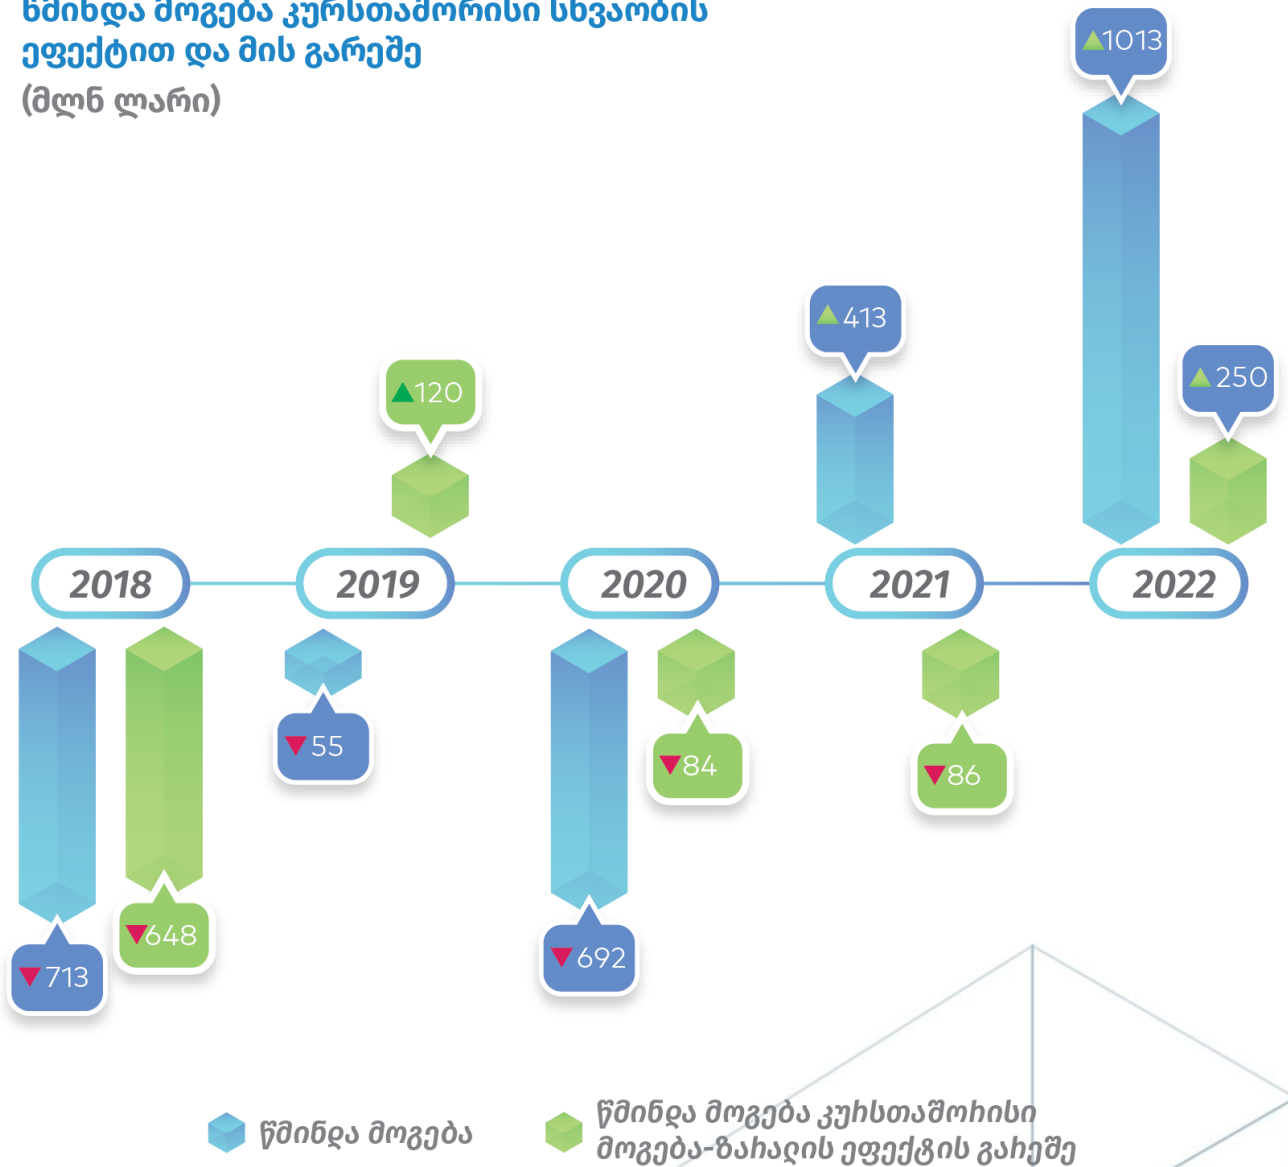 წმინდა მოგება კურსთაშორისი სხვაობის
ეფექტით და მის გარეშე
(მლნ ლარი)
▲1013
▲413
▲250
▲120
2018
2019
2020
2021
2022
▼55
▼84
▼86
▼648
▼692
▼713
წმინდა მოგება
წმინდა მოგება კურსთაშორისი
მოგება-ზარალის ეფექტის გარეშე